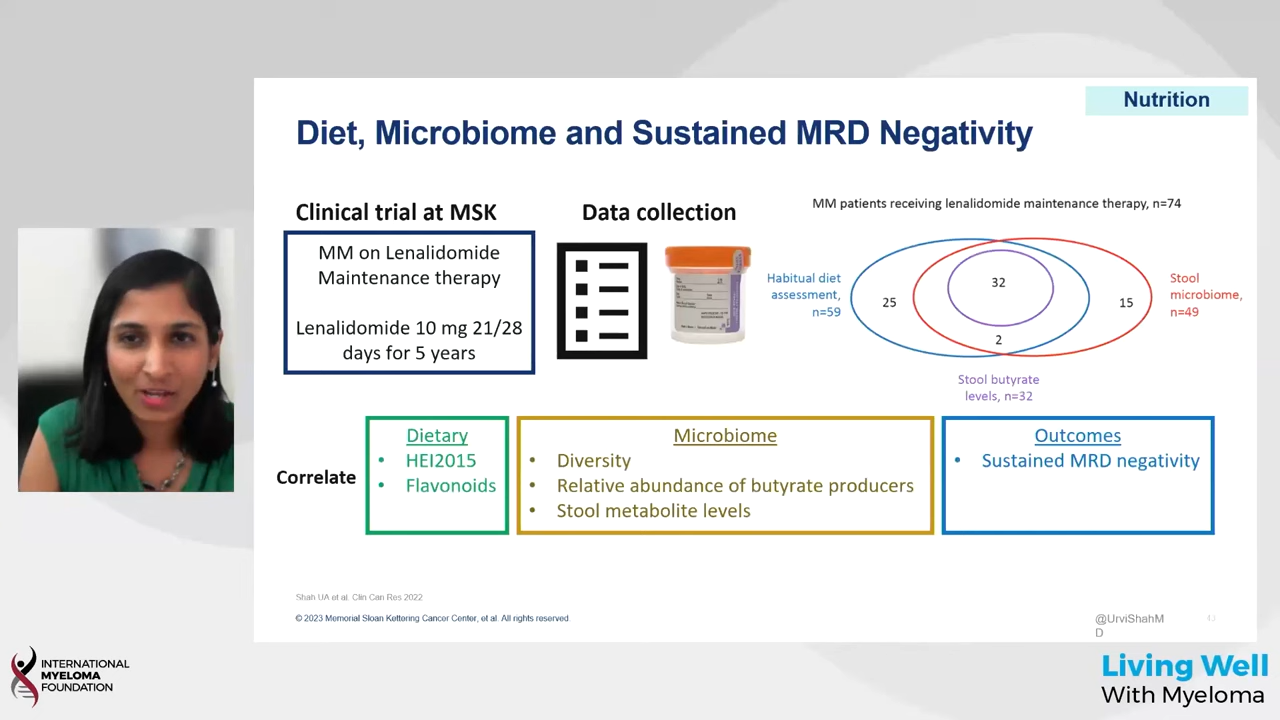 Nutrition
Diet, Microbiome and Sustained MRD Negativity
Clinical trial at MSK
MM on Lenalidomide
Maintenance therapy
Lenalidomide 10 mg 21/28
days for 5 years
Data collection
MM patients receiving lenalidomide maintenance therapy, n=74
Habitual diet
assessment,
n=59
25
32
2
15
Stool
microbiome,
n=49
Stool butyrate
levels, n=32
Correlate
Dietary
• HEI2015
• Flavonoids
Microbiome
• Diversity
• Relative abundance of butyrate producers
• Stool metabolite levels
Outcomes
• Sustained MRD negativity
Shah UA et al. Clin Can Res 2022
© 2023 Memorial Sloan Kettering Cancer Center, et al. All rights reserved.
@UrviShahM
D
INTERNATIONAL
MYELOMA
FOUNDATION
Living Well
With Myeloma